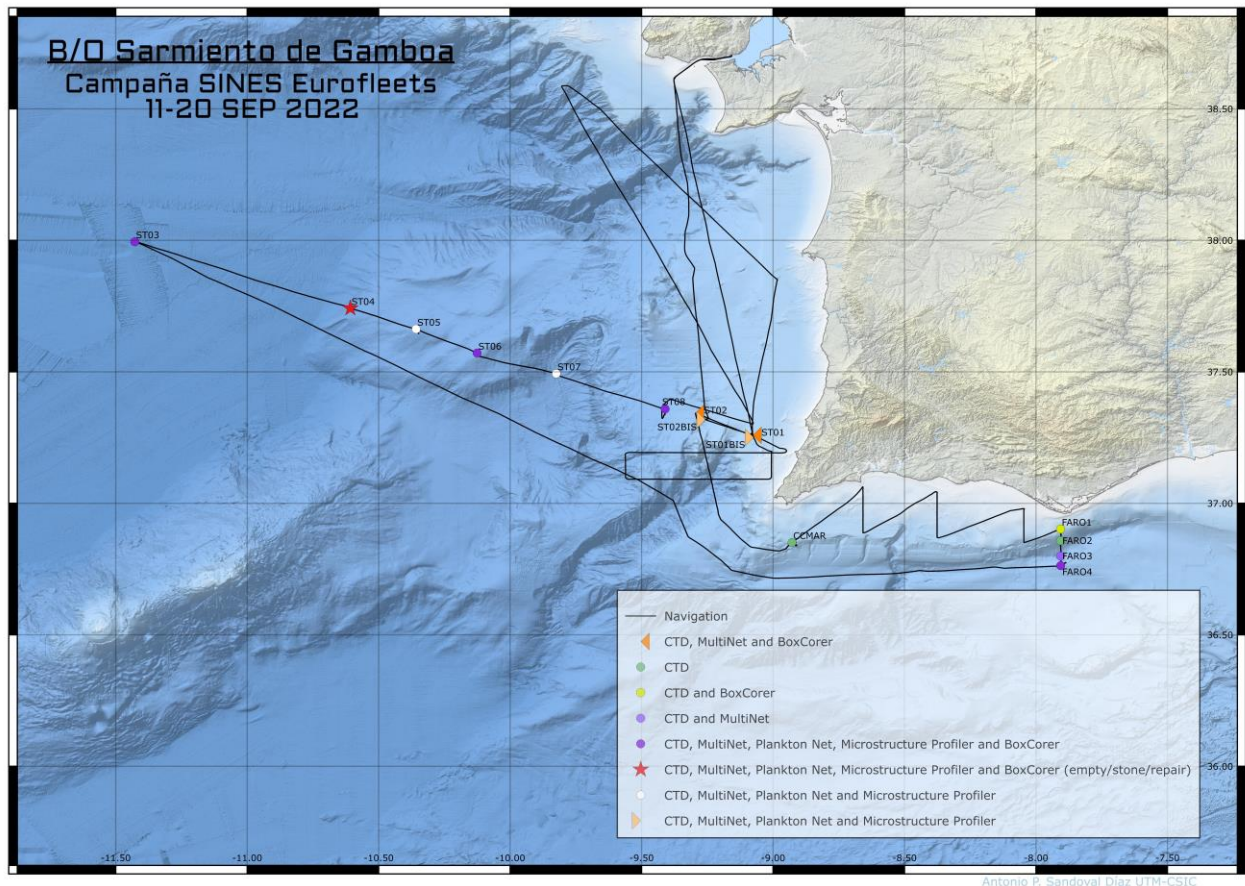 B/O Sarmiento de Gamboa
Campaña SINES Eurofleets
11-20 SEP 2022
38.50
38.00
ST03
ST04
ST05
ST06
ST07
37.50
ST08
ST02
ST02BIS
ST01
ST01BIS
37.00
CCMAR
FARO1
FARO2
FARO3
FARO4
36.50
36.00
Navigation
CTD, MultiNet and BoxCorer
CTD
CTD and BoxCorer
CTD and MultiNet
CTD, MultiNet, Plankton Net, Microstructure Profiler and BoxCorer
CTD, MultiNet, Plankton Net, Microstructure Profiler and BoxCorer (empty/stone/repair)
CTD, MultiNet, Plankton Net and Microstructure Profiler
CTD, MultiNet, Plankton Net and Microstructure Profiler
-11.50 -11.00 -10.50 -10.00 -9.50 -9.00 -8.50 -8.00 -7.50
Antonio P. Sandoval Díaz UTM-CSIC